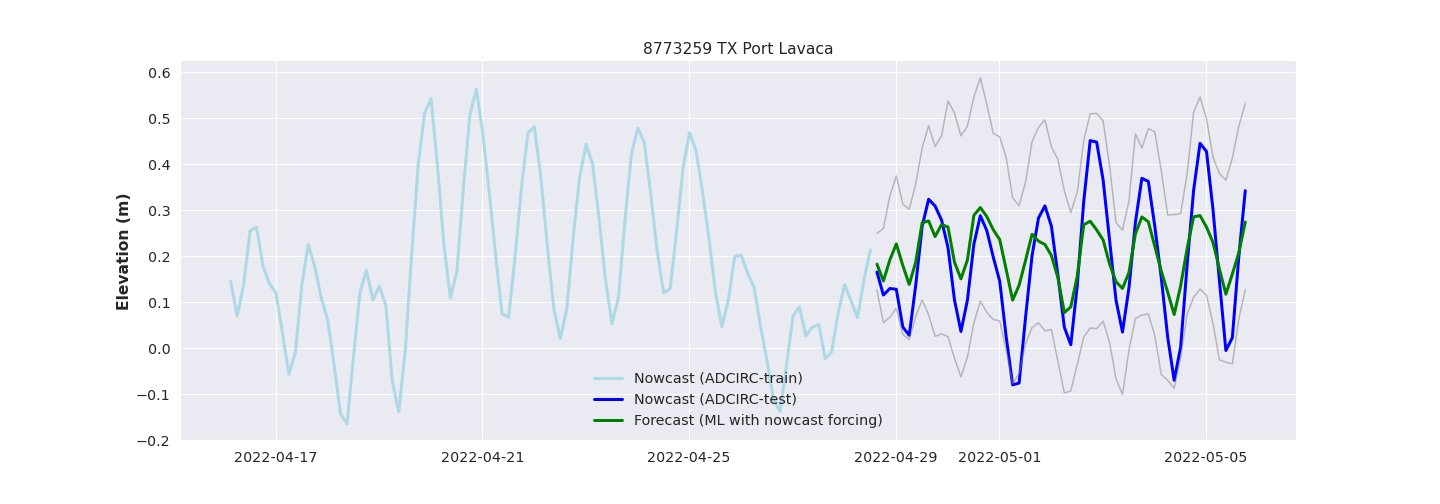 8773259 TX Port Lavaca
Elevation (m)
0.6
0.5
0.4
0.3
0.2
0.1
0.0
−0.1
−0.2
Nowcast (ADCIRC-train)
Nowcast (ADCIRC-test)
Forecast (ML with nowcast forcing)
2022-04-17 2022-04-21 2022-04-25 2022-04-29 2022-05-01 2022-05-05